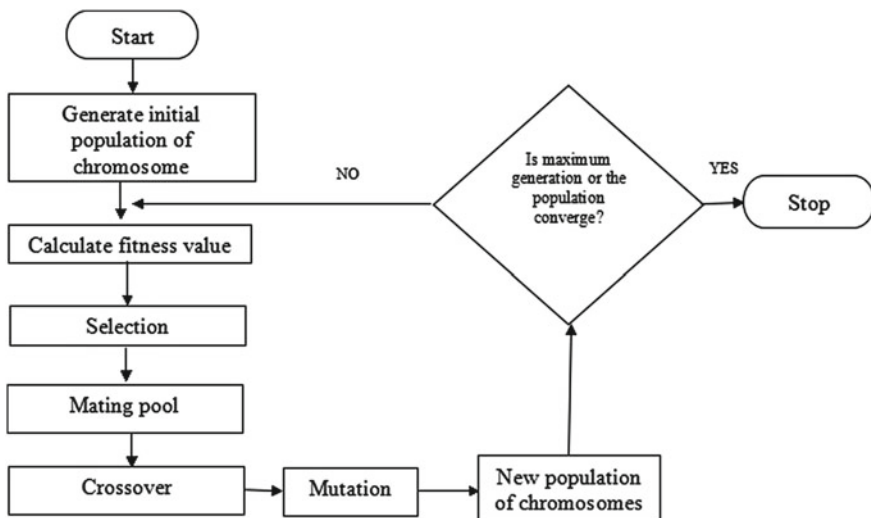 Start
Generate initial
population of
chromosome
Calculate fitness value
Selection
Mating pool
Crossover
Mutation
New population
of chromosomes
Is maximum
generation or the
population
converge?
NO
YES
Stop